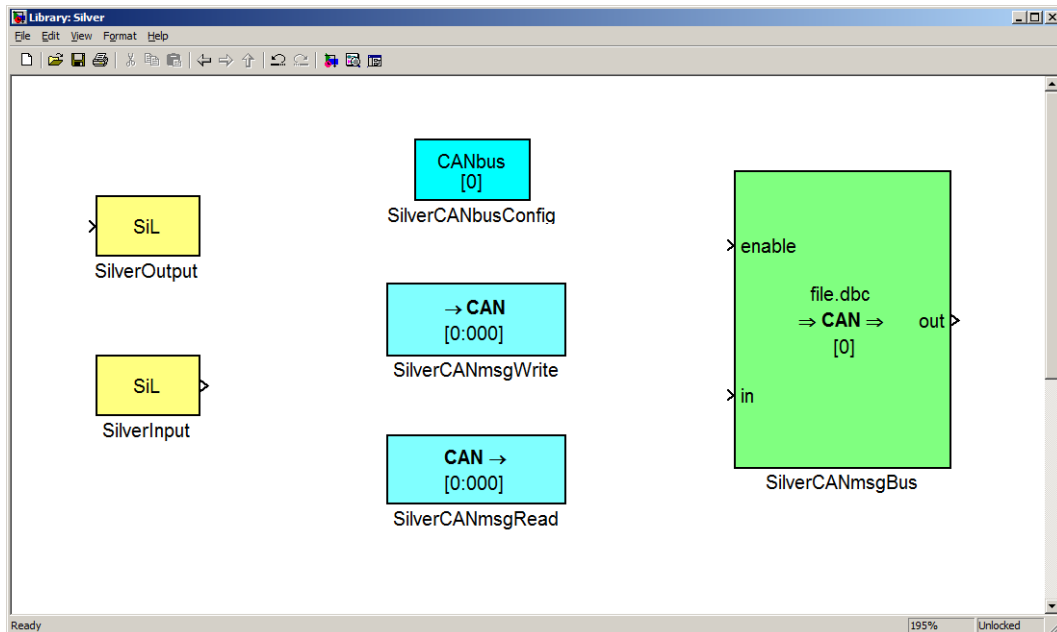 Library: Silver
File Edit View Format Help
SiL
SilverOutput
SiL
SilverInput
CANbus
[0]
SilverCANbusConfig
→ CAN
[0:000]
SilverCANmsgWrite
CAN →
[0:000]
SilverCANmsgRead
enable
in
file.dbc
⇒ CAN ⇒
[0]
out
SilverCANmsgBus
Ready
195%
Unlocked